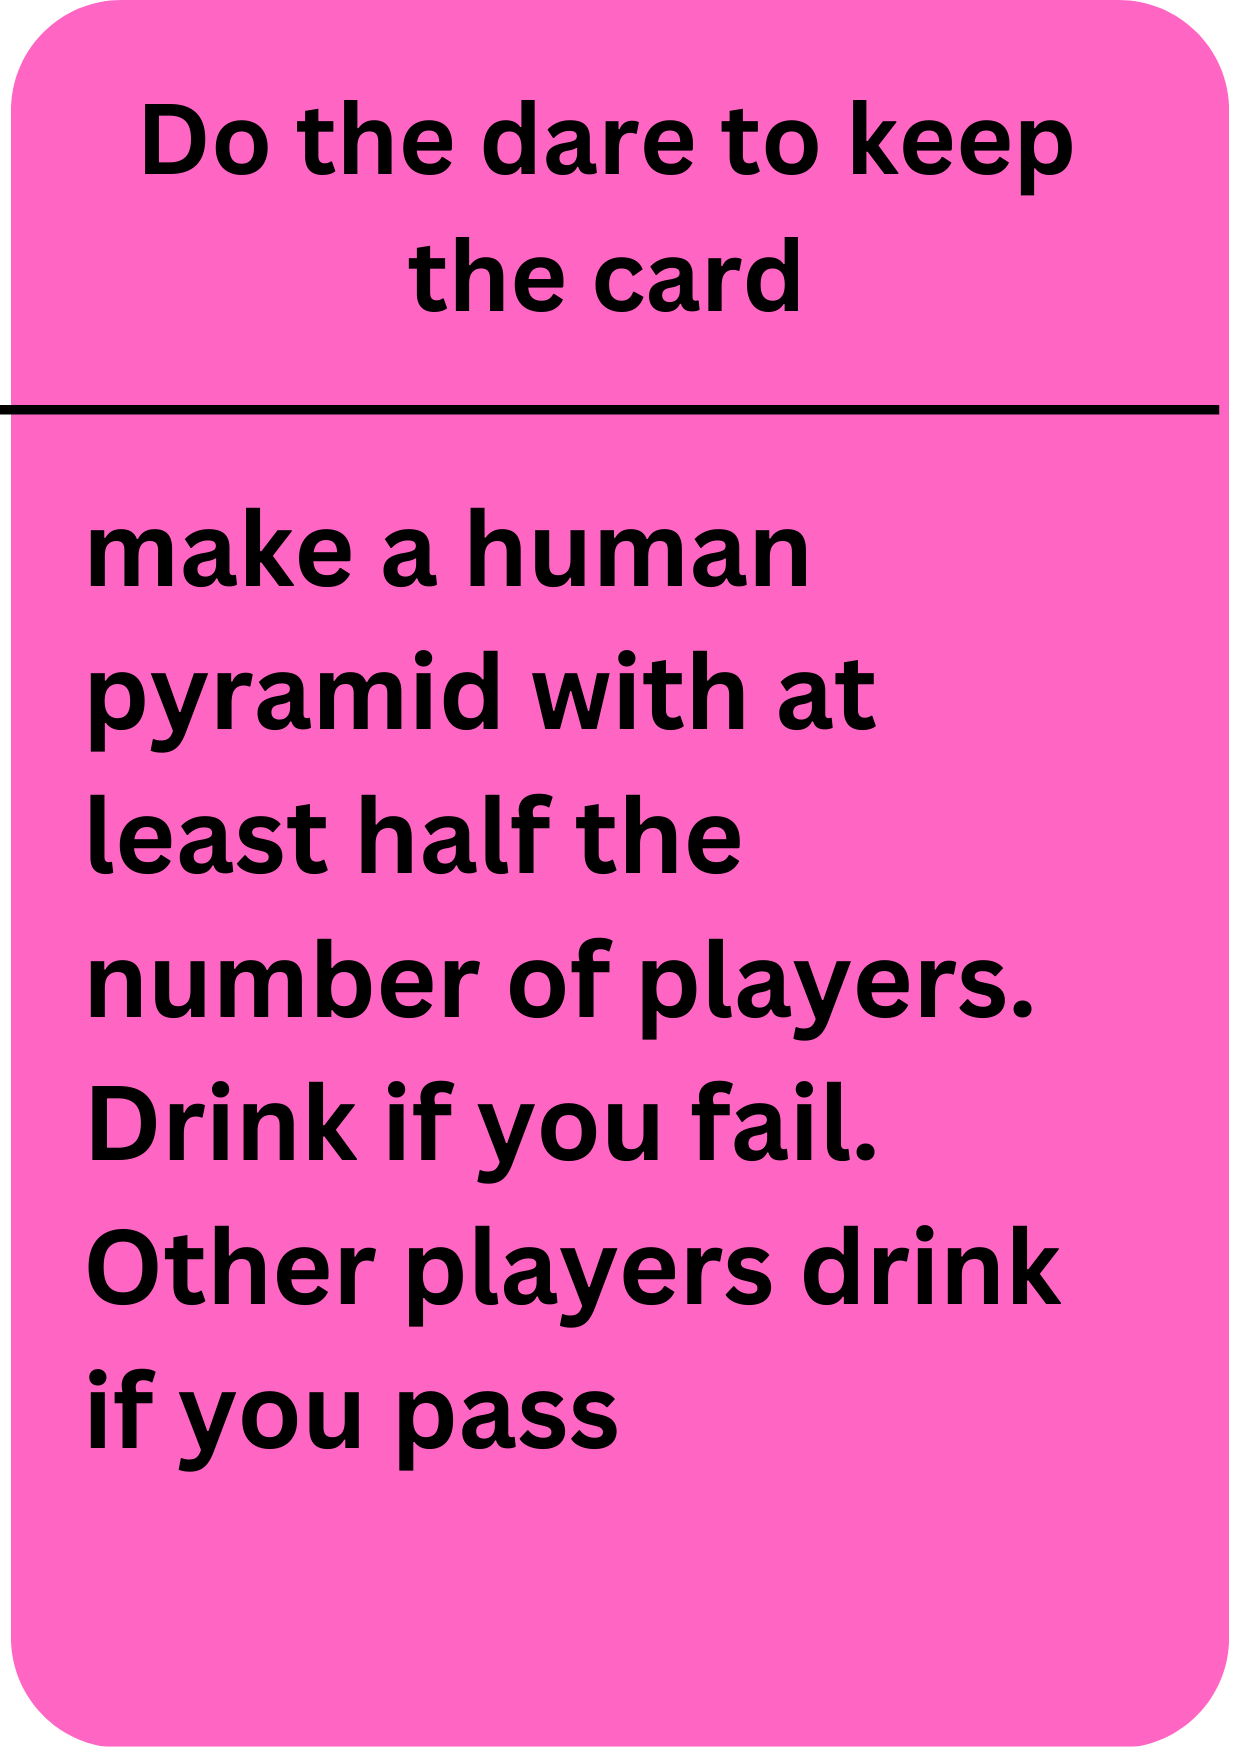 Do the dare to keep
the card
make a human
pyramid with at
least half the
number of players.
Drink if you fail.
Other players drink
if you pass